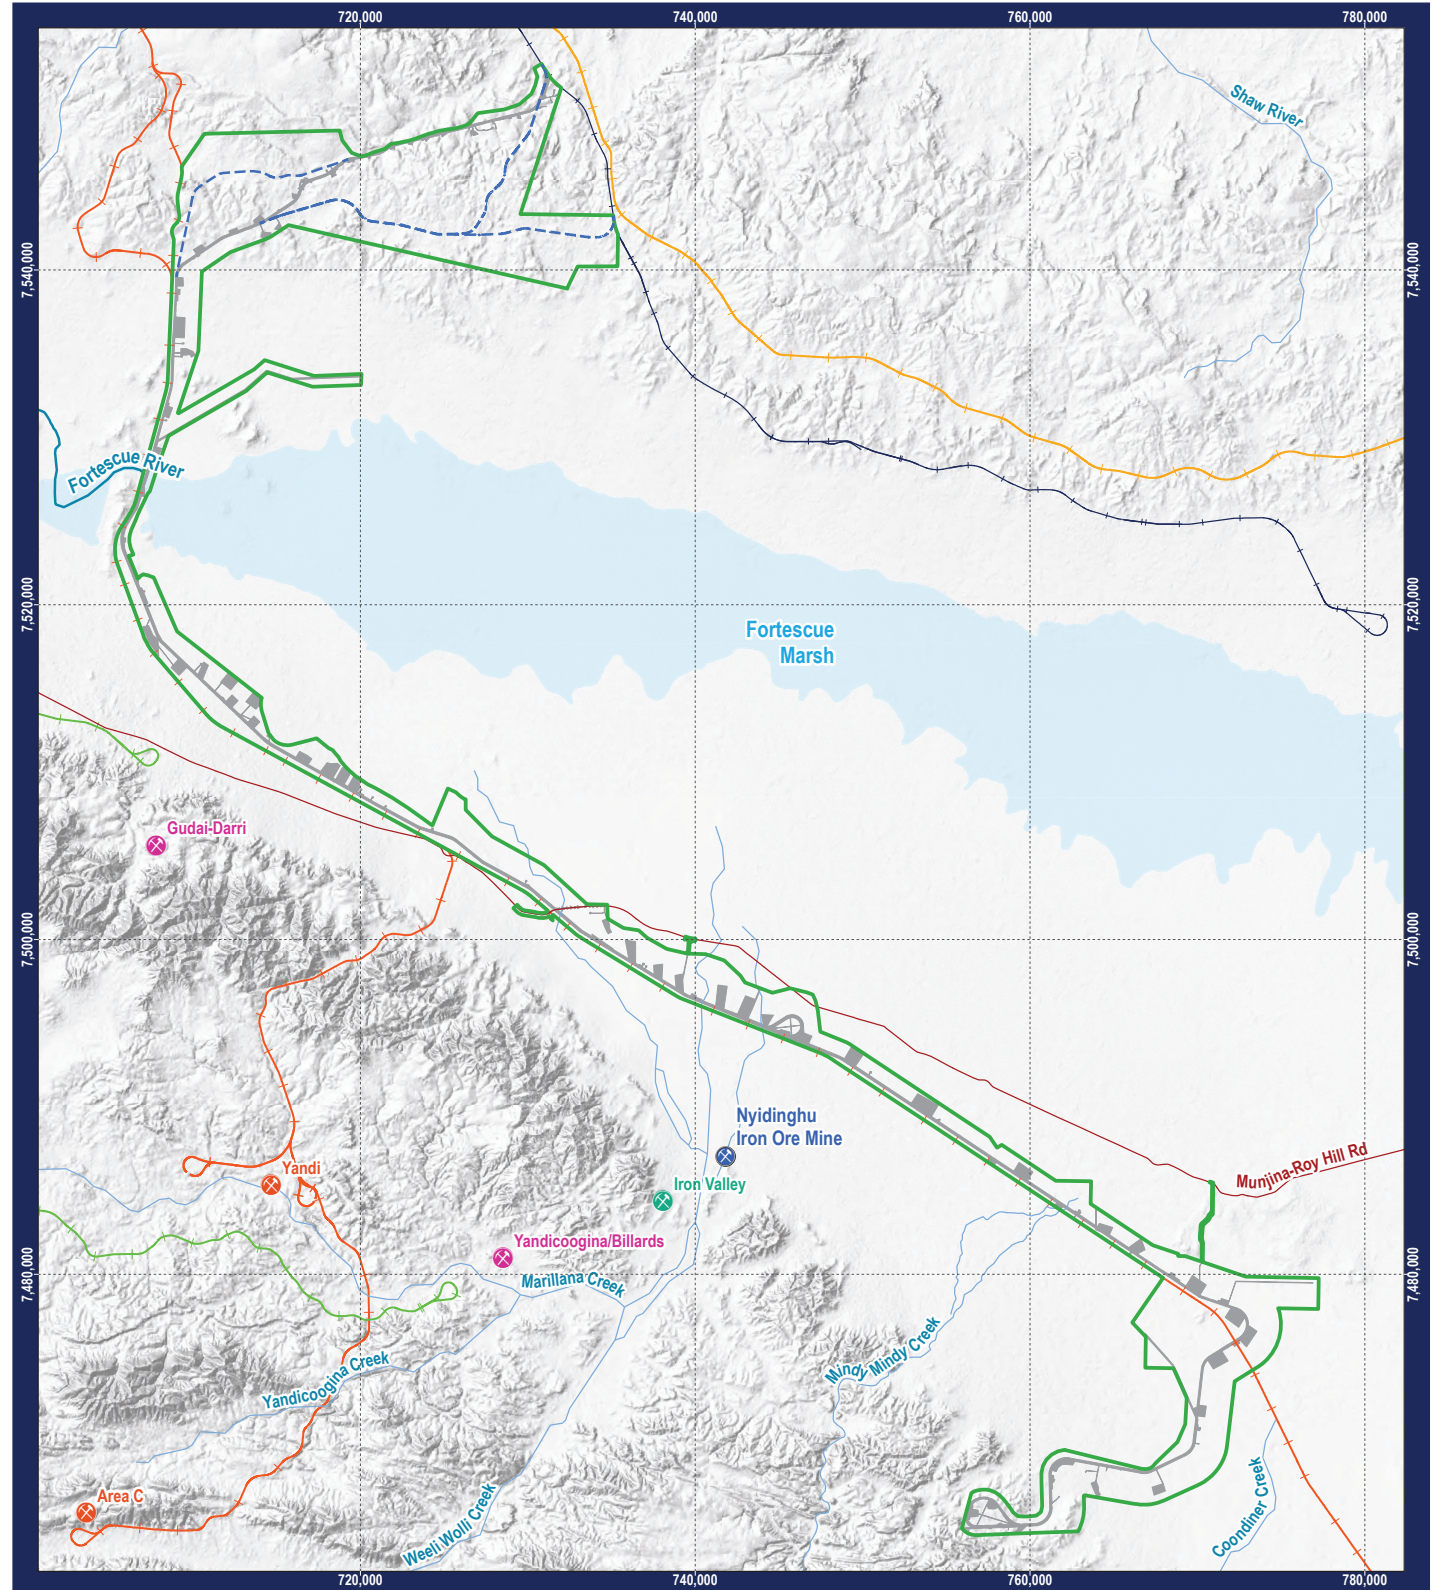 720,000
740,000
760,000
780,000
Shaw River
7,540,000
7,540,000
Fortescue River
7,520,000
7,520,000
Fortescue
Marsh
Gudai-Darri
7,500,000
7,500,000
Nyidinghu
Iron Ore Mine
Munjina-Roy Hill Rd
Yandi
Iron Valley
Yandicoogina/Billards
Marillana Creek
7,480,000
7,480,000
Mindy Mindy Creek
Yandicoogina Creek
Area C
Weeli Wolli Creek
Coondiner Creek
720,000
740,000
760,000
780,000